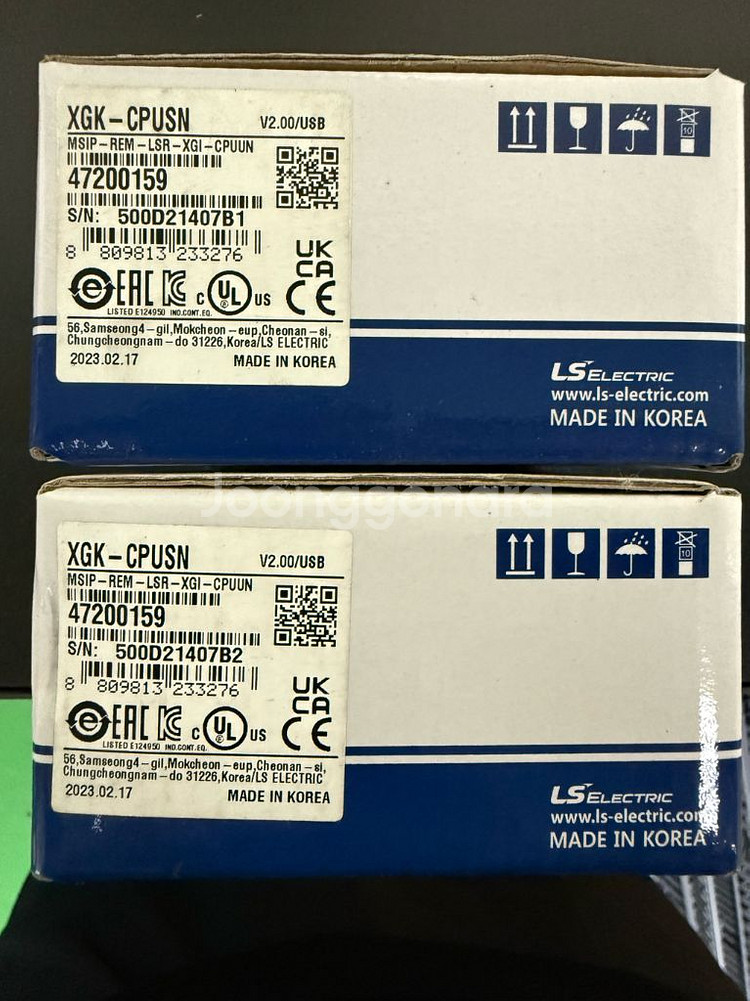 XGK-CPUSN V2.00/USB
MSIP-REM-LSR-XGI-CPUUN
47200159
S/N: 500D21407B1
8 809813 233276
UK
CA
EAC C UL US CE
LISTED E124950 IND.CONT.EQ.
56,Samseong4-gil,Mokcheon-eup,Cheonan-si,
Chungcheongnam-do 31226,Korea/LS ELECTRIC
2023.02.17 MADE IN KOREA
10
LS ELECTRIC
www.ls-electric.com
MADE IN KOREA
Joonggonara
XGK-CPUSN V2.00/USB
MSIP-REM-LSR-XGI-CPUUN
47200159
S/N: 500D21407B2
8 809813 233276
UK
CA
EAC C UL US CE
LISTED E124950 IND.CONT.EQ.
56,Samseong4-gil,Mokcheon-eup,Cheonan-si,
Chungcheongnam-do 31226,Korea/LS ELECTRIC
2023.02.17 MADE IN KOREA
10
LS ELECTRIC
www.ls-electric.com
MADE IN KOREA